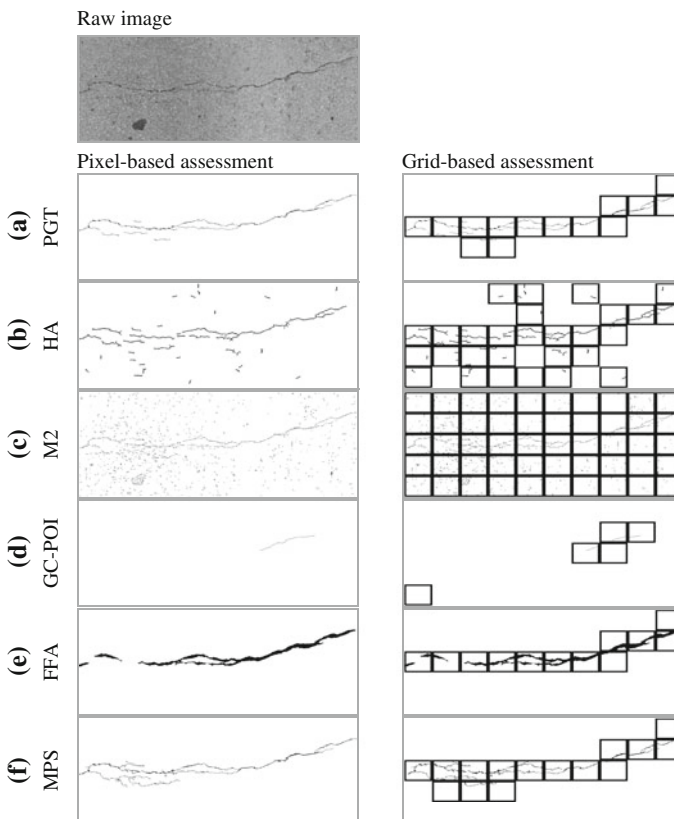 Raw image
Pixel-based assessment
Grid-based assessment
(a) PGT
(b) HA
(c) M2
(d) GC-POI
(e) FFA
(f) MPS